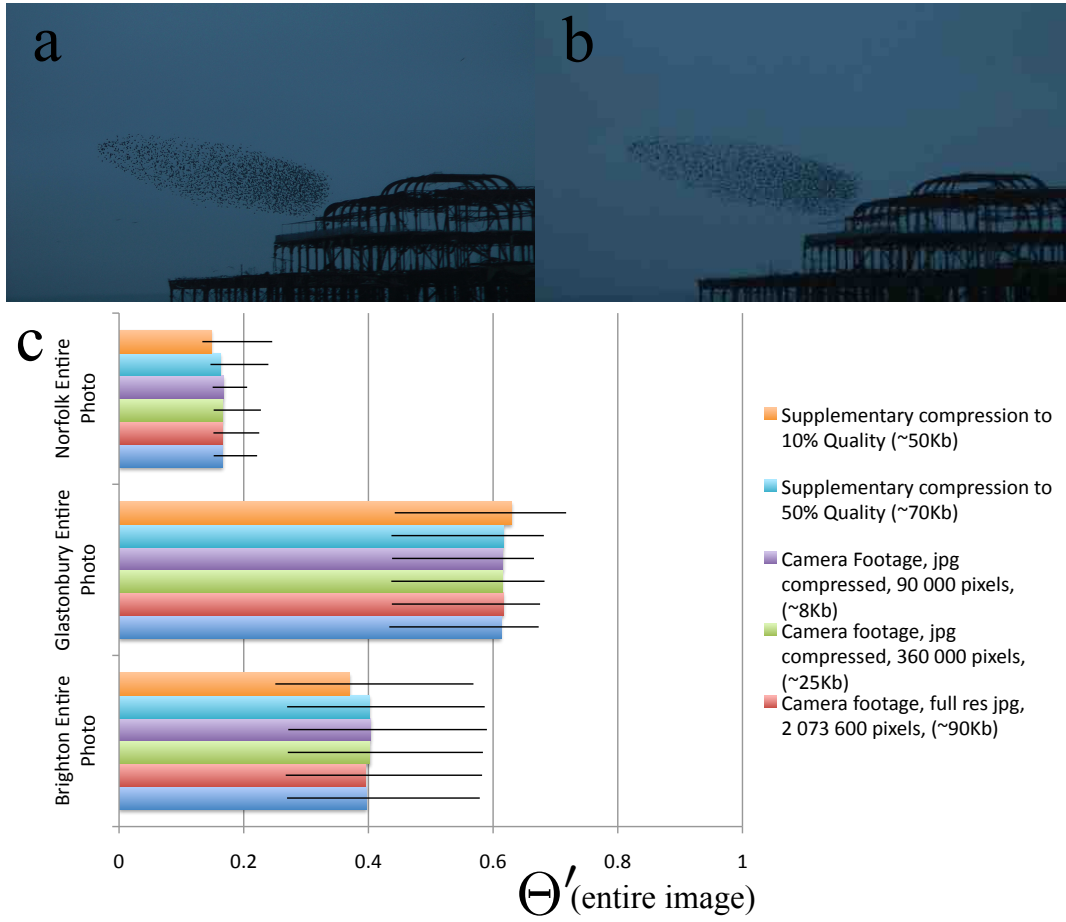 a
b
c
Norfolk Entire
Photo
Glastonbury Entire
Photo
Brighton Entire
Photo
0
0.2
0.4
0.6
0.8
1
Θ′(entire image)
Supplementary compression to
10% Quality (~50Kb)
Supplementary compression to
50% Quality (~70Kb)
Camera Footage, jpg
compressed, 90 000 pixels,
(~8Kb)
Camera footage, jpg
compressed, 360 000 pixels,
(~25Kb)
Camera footage, full res jpg,
2 073 600 pixels, (~90Kb)